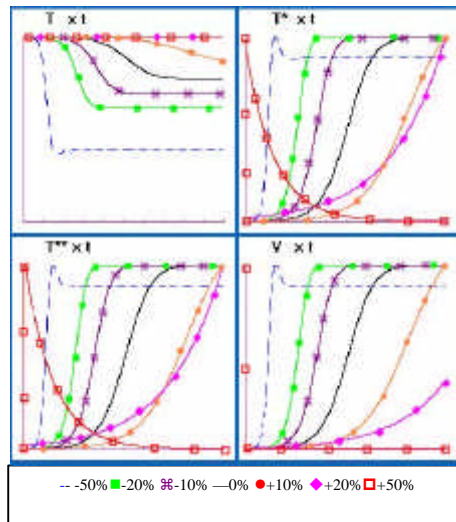 T x t
T* x t
T** x t
V x t
-- -50% -20% -10% —0% +10% +20% +50%